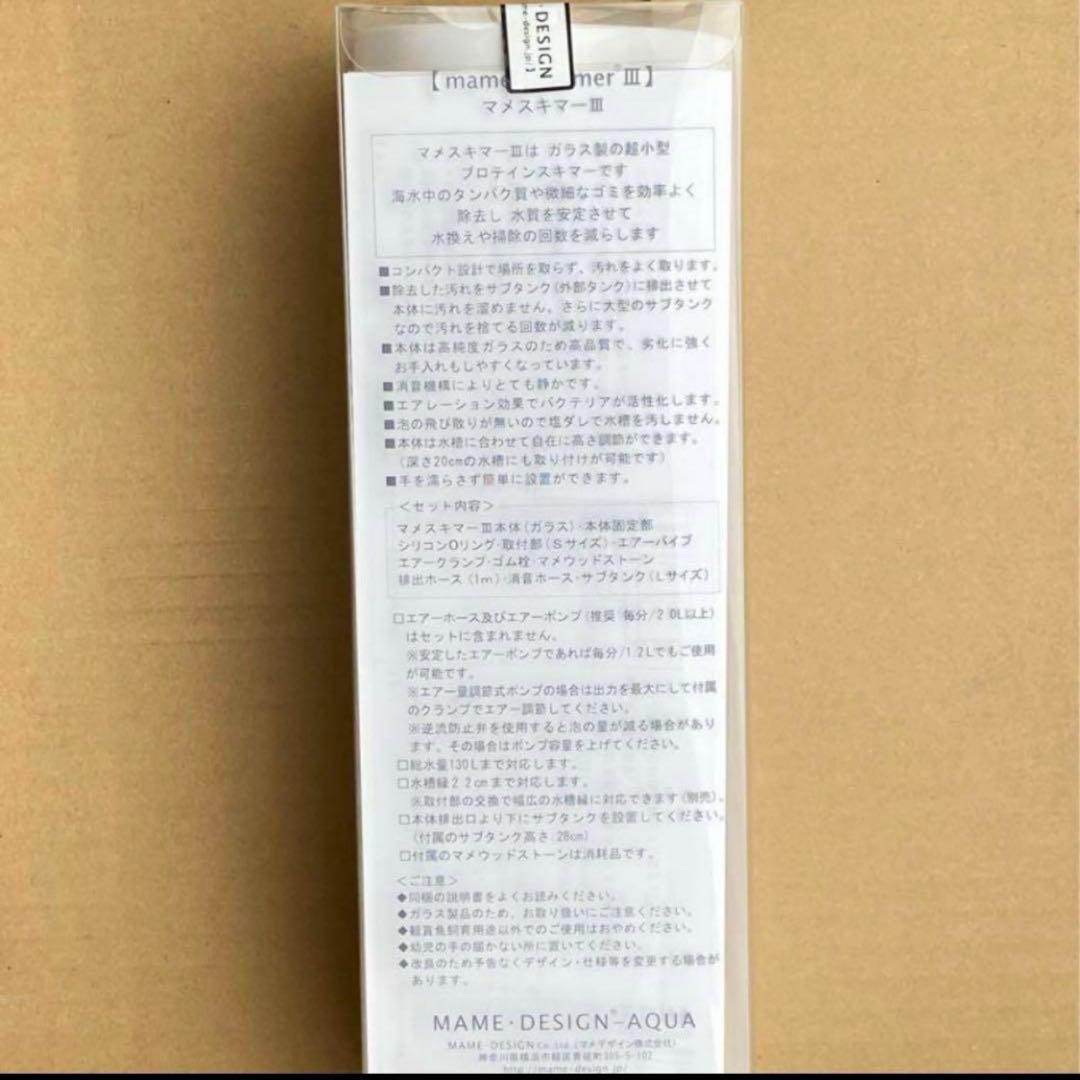 ・DESIGN
me-design.jp/】
【mame mer®Ⅲ】
マメスキマーⅢ
マメスキマーⅢは ガラス製の超小型
プロテインスキマーです
海水中のタンパク質や微細なゴミを効率よく
除去し 水質を安定させて
水換えや掃除の回数を減らします
■コンパクト設計で場所を取らず、汚れをよく取ります。
■除去した汚れをサブタンク(外部タンク)に排出させて
本体に汚れを溜めません。さらに大型のサブタンク
なので汚れを捨てる回数が減ります。
■本体は高純度ガラスのため高品質で、劣化に強く
お手入れもしやすくなっています。
■消音機構によりとても静かです。
■エアレーション効果でバクテリアが活性化します。
■泡の飛び散りが無いので塩ダレで水槽を汚しません。
■本体は水槽に合わせて自在に高さ調節ができます。
(深さ20cmの水槽にも取り付けが可能です)
■手を濡らさず簡単に設置ができます。
＜セット内容＞
マメスキマーⅢ本体(ガラス)・本体固定部
シリコンOリング・取付部(Sサイズ)・エアーパイプ
エアークランプ・ゴム栓・マメウッドストーン
排出ホース(1m)・消音ホース・サブタンク(Lサイズ)
□エアーホース及びエアーポンプ(推奨 毎分/2.0L以上)
はセットに含まれません。
※安定したエアーポンプであれば毎分/1.2Lでもご使用
が可能です。
※エアー量調節式ポンプの場合は出力を最大にして付属
のクランプでエアー調節してください。
※逆流防止弁を使用すると泡の量が減る場合があり
ます。その場合はポンプ容量を上げてください。
□総水量130Lまで対応します。
□水槽縁2.2cmまで対応します。
※取付部の交換で幅広の水槽縁に対応できます(別売)。
□本体排出口より下にサブタンクを設置してください。
(付属のサブタンク高さ:28cm)
□付属のマメウッドストーンは消耗品です。
＜ご注意＞
◆同梱の説明書をよくお読みください。
◆ガラス製品のため、お取り扱いにご注意ください。
◆観賞魚飼育用途以外でのご使用はおやめください。
◆幼児の手の届かない所に置いてください。
◆改良のため予告なくデザイン・仕様等を変更する場合が
あります。
MAME・DESIGN®-AQUA
MAME・DESIGN Co.,Ltd.(マメデザイン株式会社)
神奈川県横浜市都筑区勝田町305-5-102
http://mame-design.jp/